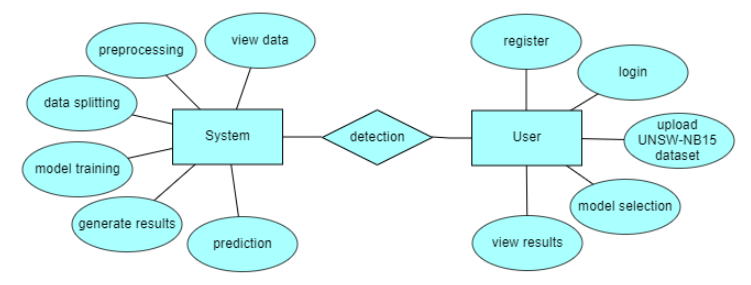 view data
preprocessing
data splitting
System
model training
generate results
prediction
detection
register
login
User
upload
UNSW-NB15
dataset
model selection
view results